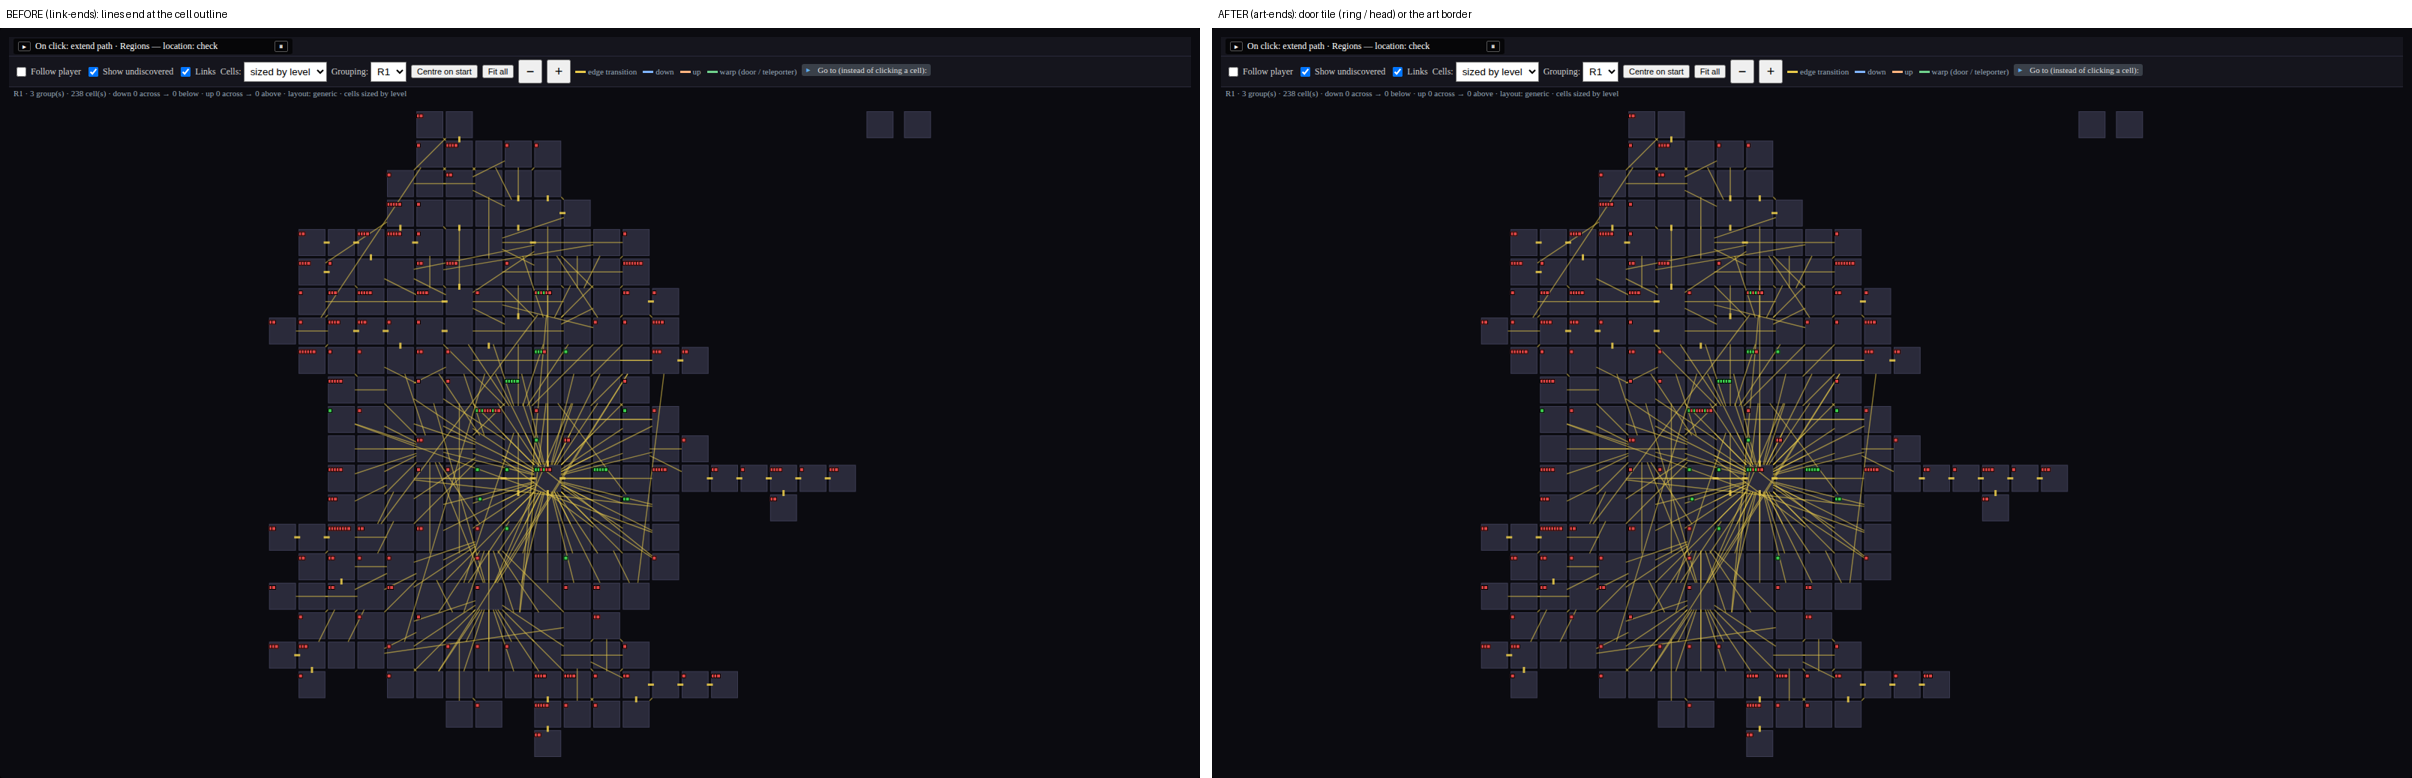 BEFORE (link-ends): lines end at the cell outline
On click: extend path · Regions — location: check
Follow player Show undiscovered Links Cells: sized by level Grouping: R1 Centre on start Fit all − + edge transition down up warp (door / teleporter) Go to (instead of clicking a cell):
R1 · 3 group(s) · 238 cell(s) · down 0 across → 0 below · up 0 across → 0 above · layout: generic · cells sized by level
AFTER (art-ends): door tile (ring / head) or the art border
On click: extend path · Regions — location: check
Follow player Show undiscovered Links Cells: sized by level Grouping: R1 Centre on start Fit all − + edge transition down up warp (door / teleporter) Go to (instead of clicking a cell):
R1 · 3 group(s) · 238 cell(s) · down 0 across → 0 below · up 0 across → 0 above · layout: generic · cells sized by level